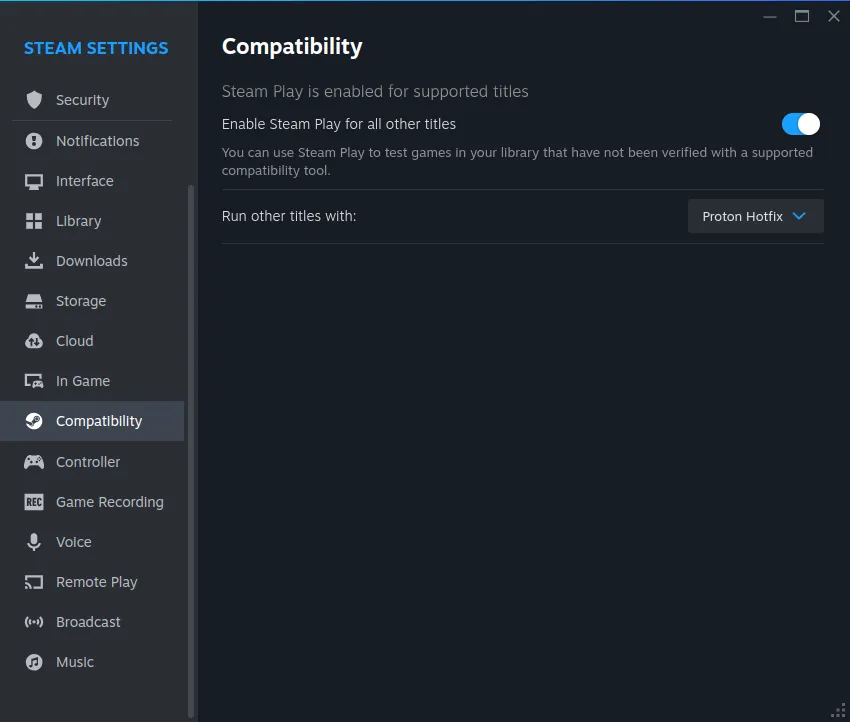 STEAM SETTINGS
Security
Notifications
Interface
Library
Downloads
Storage
Cloud
In Game
Compatibility
Controller
REC
Game Recording
Voice
Remote Play
Broadcast
Music
Compatibility
Steam Play is enabled for supported titles
Enable Steam Play for all other titles
You can use Steam Play to test games in your library that have not been verified with a supported
compatibility tool.
Run other titles with:
Proton Hotfix